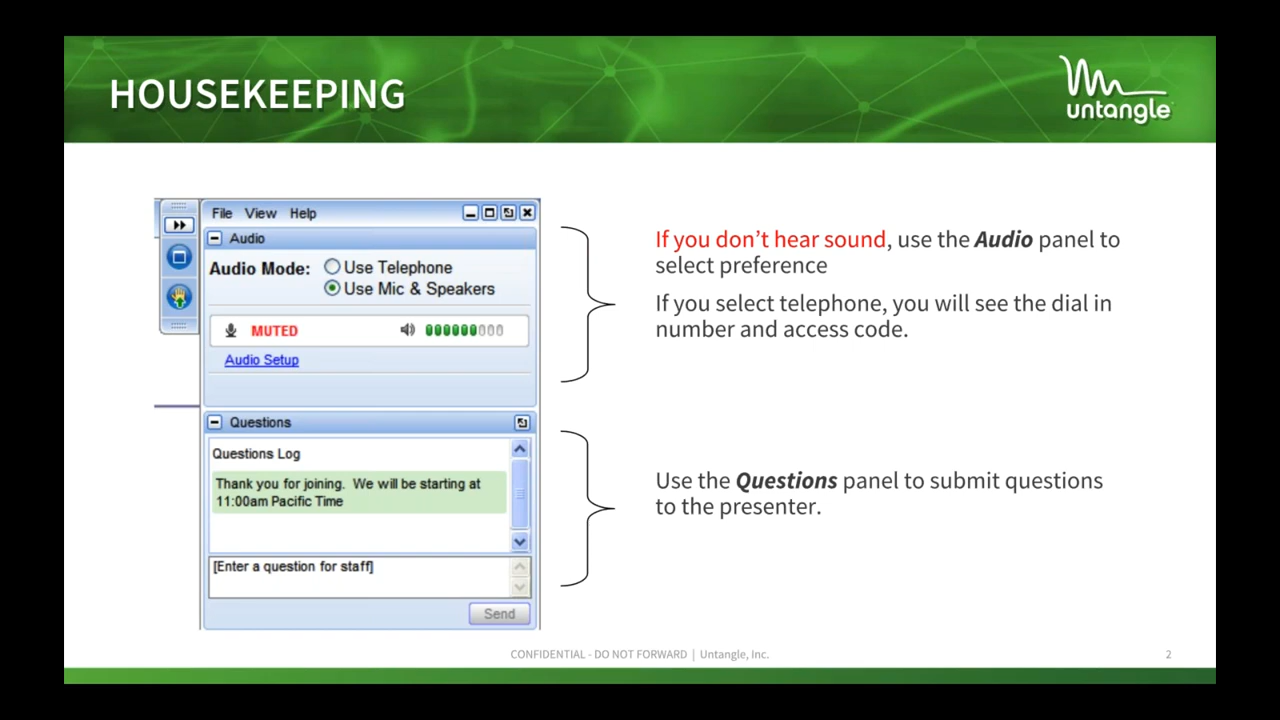 HOUSEKEEPING
untangle
File View Help
Audio
Audio Mode:
Use Telephone
Use Mic & Speakers
MUTED
Audio Setup
Questions
Questions Log
Thank you for joining. We will be starting at
11:00am Pacific Time
[Enter a question for staff]
Send
If you don’t hear sound, use the Audio panel to
select preference
If you select telephone, you will see the dial in
number and access code.
Use the Questions panel to submit questions
to the presenter.
CONFIDENTIAL - DO NOT FORWARD | Untangle, Inc.
2